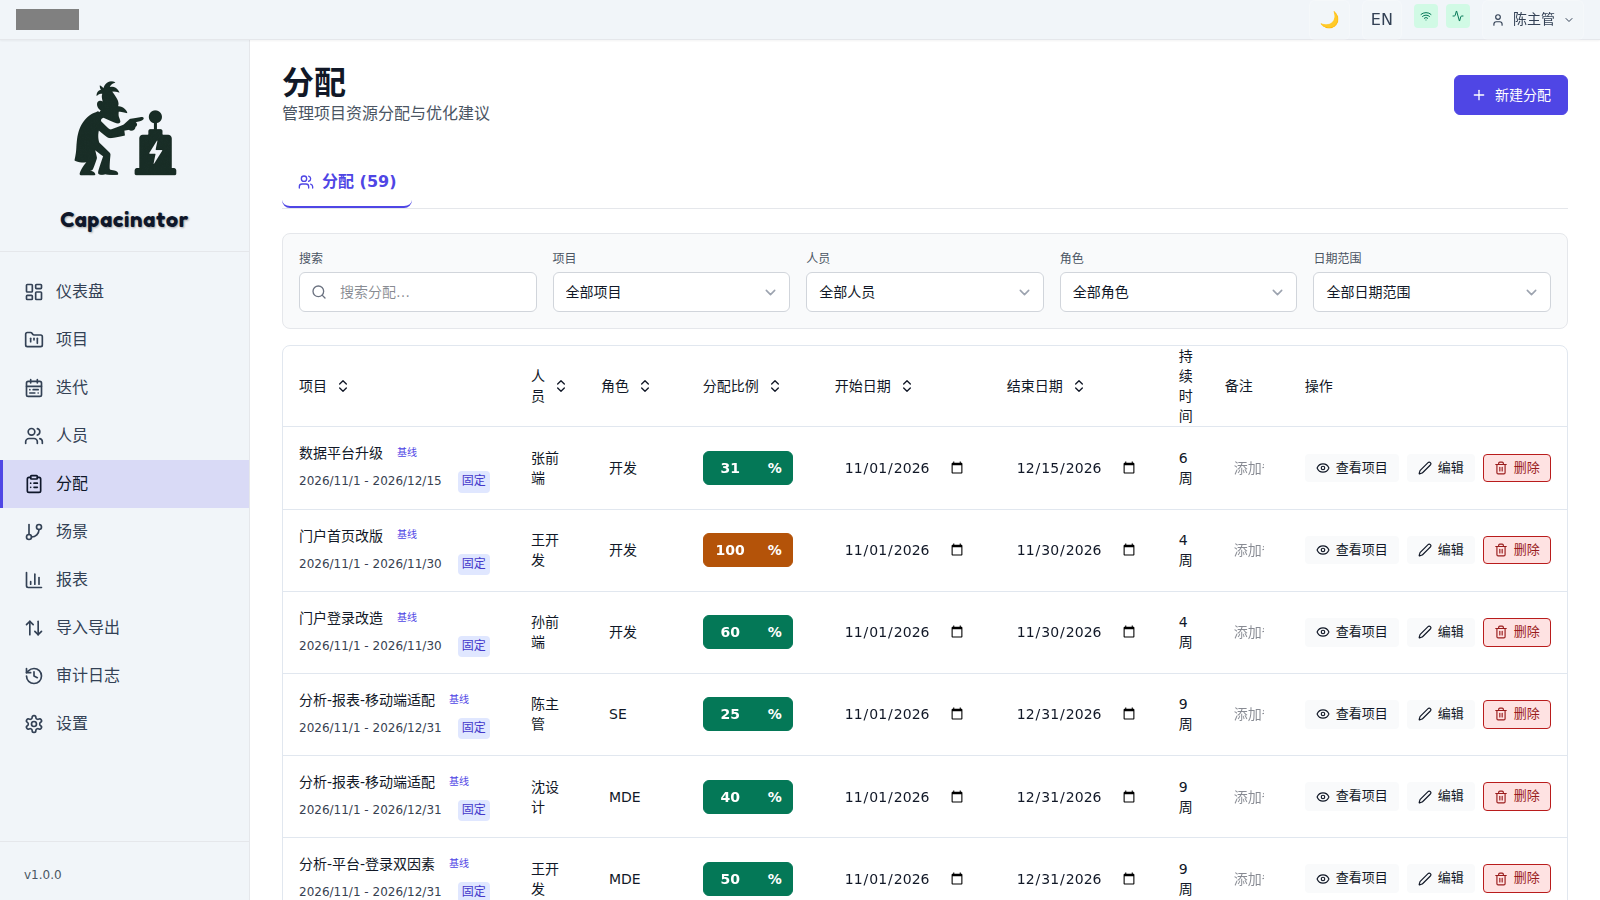 EN
陈主管
Capacinator
仪表盘
项目
迭代
人员
分配
场景
报表
导入导出
审计日志
设置
v1.0.0
分配
管理项目资源分配与优化建议
新建分配
分配 (59)
搜索 项目 人员 角色 日期范围
搜索分配... 全部项目 全部人员 全部角色 全部日期范围
项目 人员 角色 分配比例 开始日期 结束日期 持续时间 备注 操作
数据平台升级 基线
2026/11/1 - 2026/12/15 固定
张前端 开发 31 % 11/01/2026 12/15/2026 6周 添加 查看项目 编辑 删除
门户首页改版 基线
2026/11/1 - 2026/11/30 固定
王开发 开发 100 % 11/01/2026 11/30/2026 4周 添加 查看项目 编辑 删除
门户登录改造 基线
2026/11/1 - 2026/11/30 固定
孙前端 开发 60 % 11/01/2026 11/30/2026 4周 添加 查看项目 编辑 删除
分析-报表-移动端适配 基线
2026/11/1 - 2026/12/31 固定
陈主管 SE 25 % 11/01/2026 12/31/2026 9周 添加 查看项目 编辑 删除
分析-报表-移动端适配 基线
2026/11/1 - 2026/12/31 固定
沈设计 MDE 40 % 11/01/2026 12/31/2026 9周 添加 查看项目 编辑 删除
分析-平台-登录双因素 基线
2026/11/1 - 2026/12/31 固定
王开发 MDE 50 % 11/01/2026 12/31/2026 9周 添加 查看项目 编辑 删除